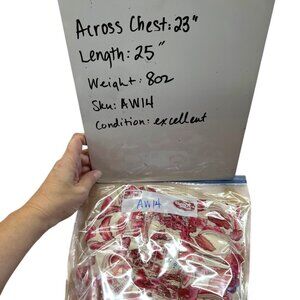 Across Chest: 23"
Length: 25"
Weight: 8oz
Sku: AW14
Condition: excellent
AW14